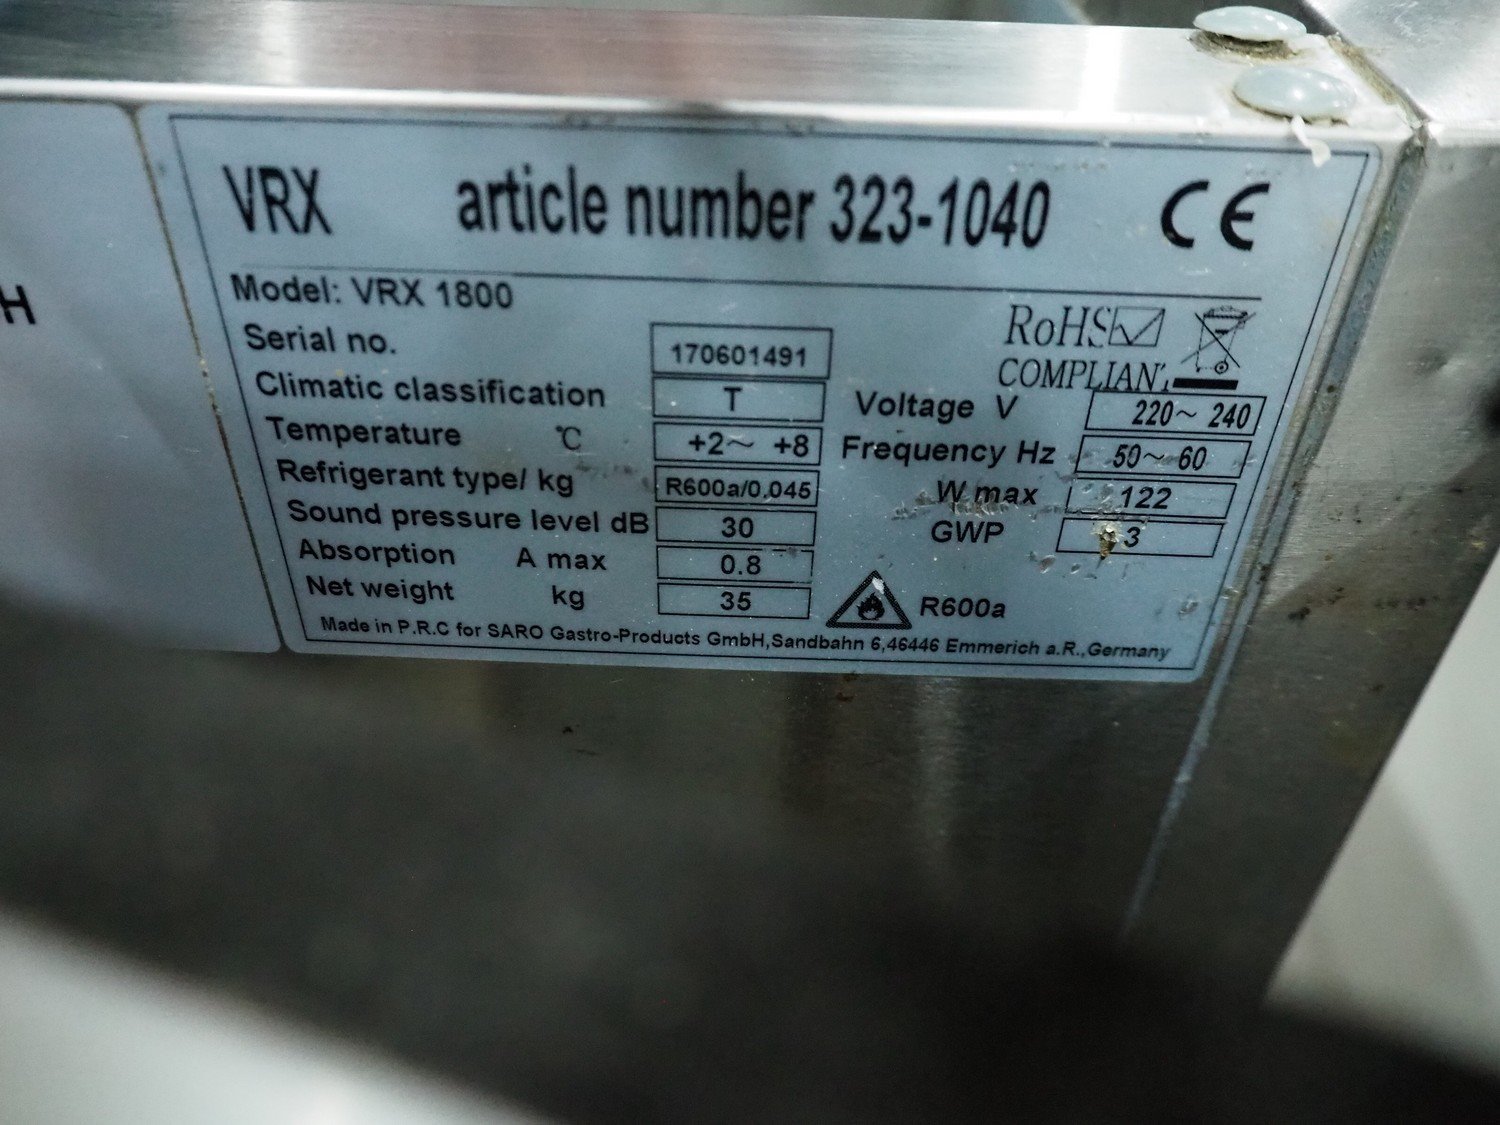 H
VRX article number 323-1040 CE
Model: VRX 1800
RoHS
COMPLIANT
Serial no. 170601491
Climatic classification T
Voltage V 220~ 240
Temperature ℃ +2~ +8
Frequency Hz 50~ 60
Refrigerant type/ kg R600a/0.045
W max 122
Sound pressure level dB 30
GWP 3
Absorption A max 0.8
Net weight kg 35
R600a
Made in P.R.C for SARO Gastro-Products GmbH,Sandbahn 6,46446 Emmerich a.R.,Germany